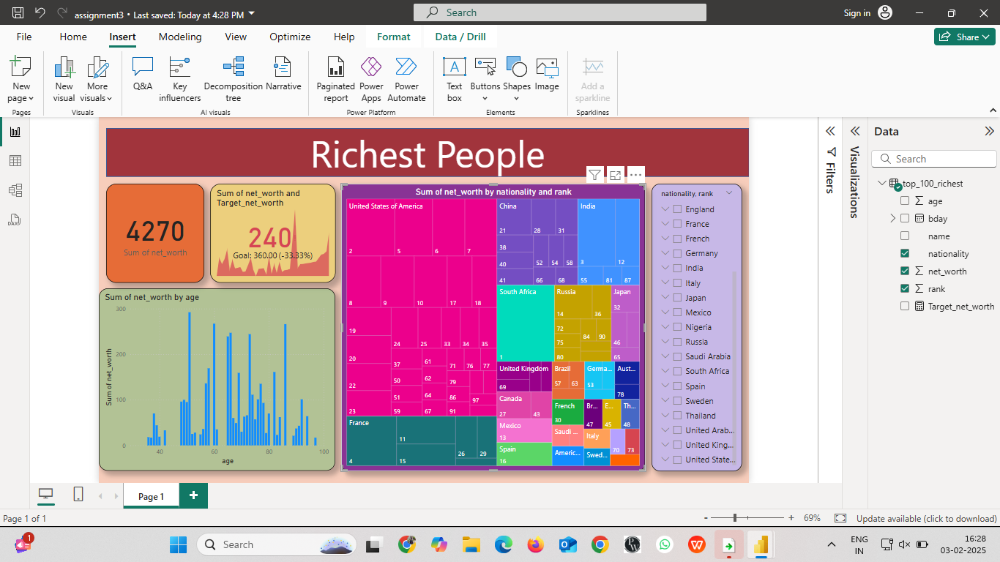 assignment3 • Last saved: Today at 4:28 PM
Search
Sign in
File Home Insert Modeling View Optimize Help Format Data / Drill
Share
New page
New visual
More visuals
Q&A
Key influencers
Decomposition tree
Narrative
Paginated report
Power Apps
Power Automate
Text box
Buttons
Shapes
Image
Add a sparkline
Pages
Visuals
AI visuals
Power Platform
Elements
Sparklines
Richest People
4270
Sum of net_worth
Sum of net_worth and
Target_net_worth
240
Goal: 360.00 (-33.33%)
Sum of net_worth by age
Sum of net_worth
300
200
100
0
40 60 80 100
age
Sum of net_worth by nationality and rank
United States of America
2 5 6 7
8 9 10 17 18
19 24 25 33 34 35
20 37 61 71 76 77
50 62 79
22 51 64 86 97
23 59 67 91
France
4 11 15 26 29
China
21 28 31
38
40 52 54 58
41 66 68
India
3 12
55 81 87
South Africa
1
Russia
14 36
72
75 84 90
80
Japan
32
46
65
United Kingdom
69
Brazil
57 63
Germa...
53
Aust...
78
Canada
27 43
French
30
Br...
47
E...
45
Th...
48
Mexico
13
Saudi ...
Italy
70 73
Spain
16
Americ...
Swed...
nationality, rank
England
France
French
Germany
India
Italy
Japan
Mexico
Nigeria
Russia
Saudi Arabia
South Africa
Spain
Sweden
Thailand
United Arab...
United King...
United State...
Filters
Visualizations
Data
Search
top_100_richest
age
bday
name
nationality
net_worth
rank
Target_net_worth
Page 1
Page 1 of 1
- + 69%
Update available (click to download)
1
Search
ENG
IN
16:28
03-02-2025